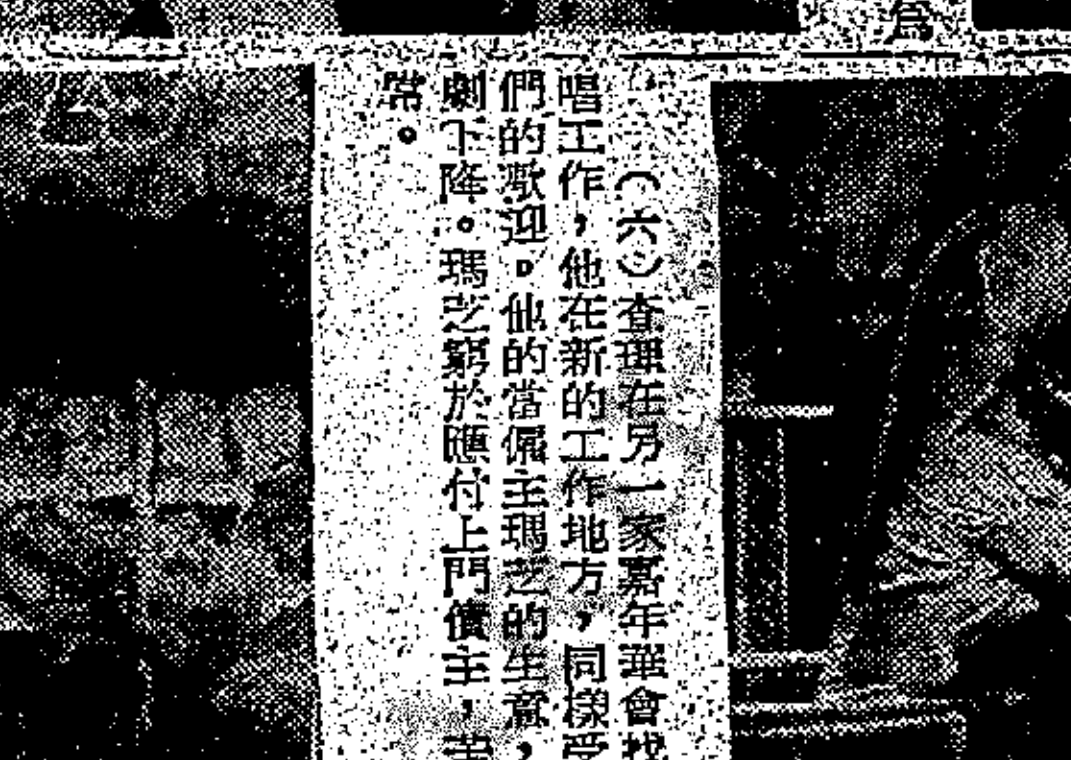 （六）查理在另一家嘉年華會找
唱工作，他在新的工作地方，同樣受
們的歡迎。他的當僱主瑪芝的生意，
劇下降。瑪芝窮於應付上門債主，苦
常。
為